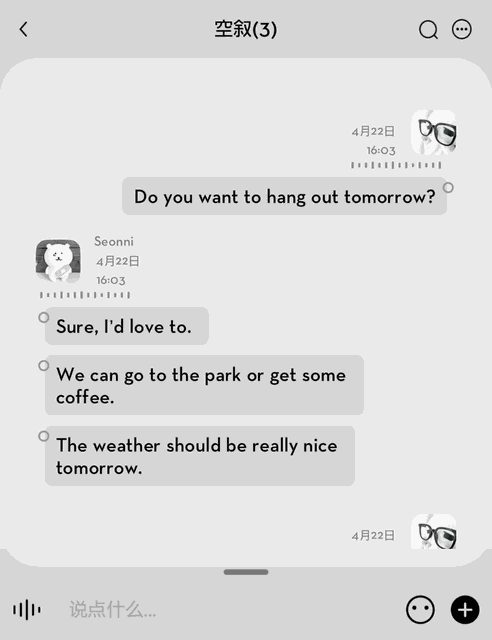 空叙(3)
4月22日
16:03
Do you want to hang out tomorrow?
Seonni
4月22日
16:03
Sure, I'd love to.
We can go to the park or get some
coffee.
The weather should be really nice
tomorrow.
4月22日
说点什么...